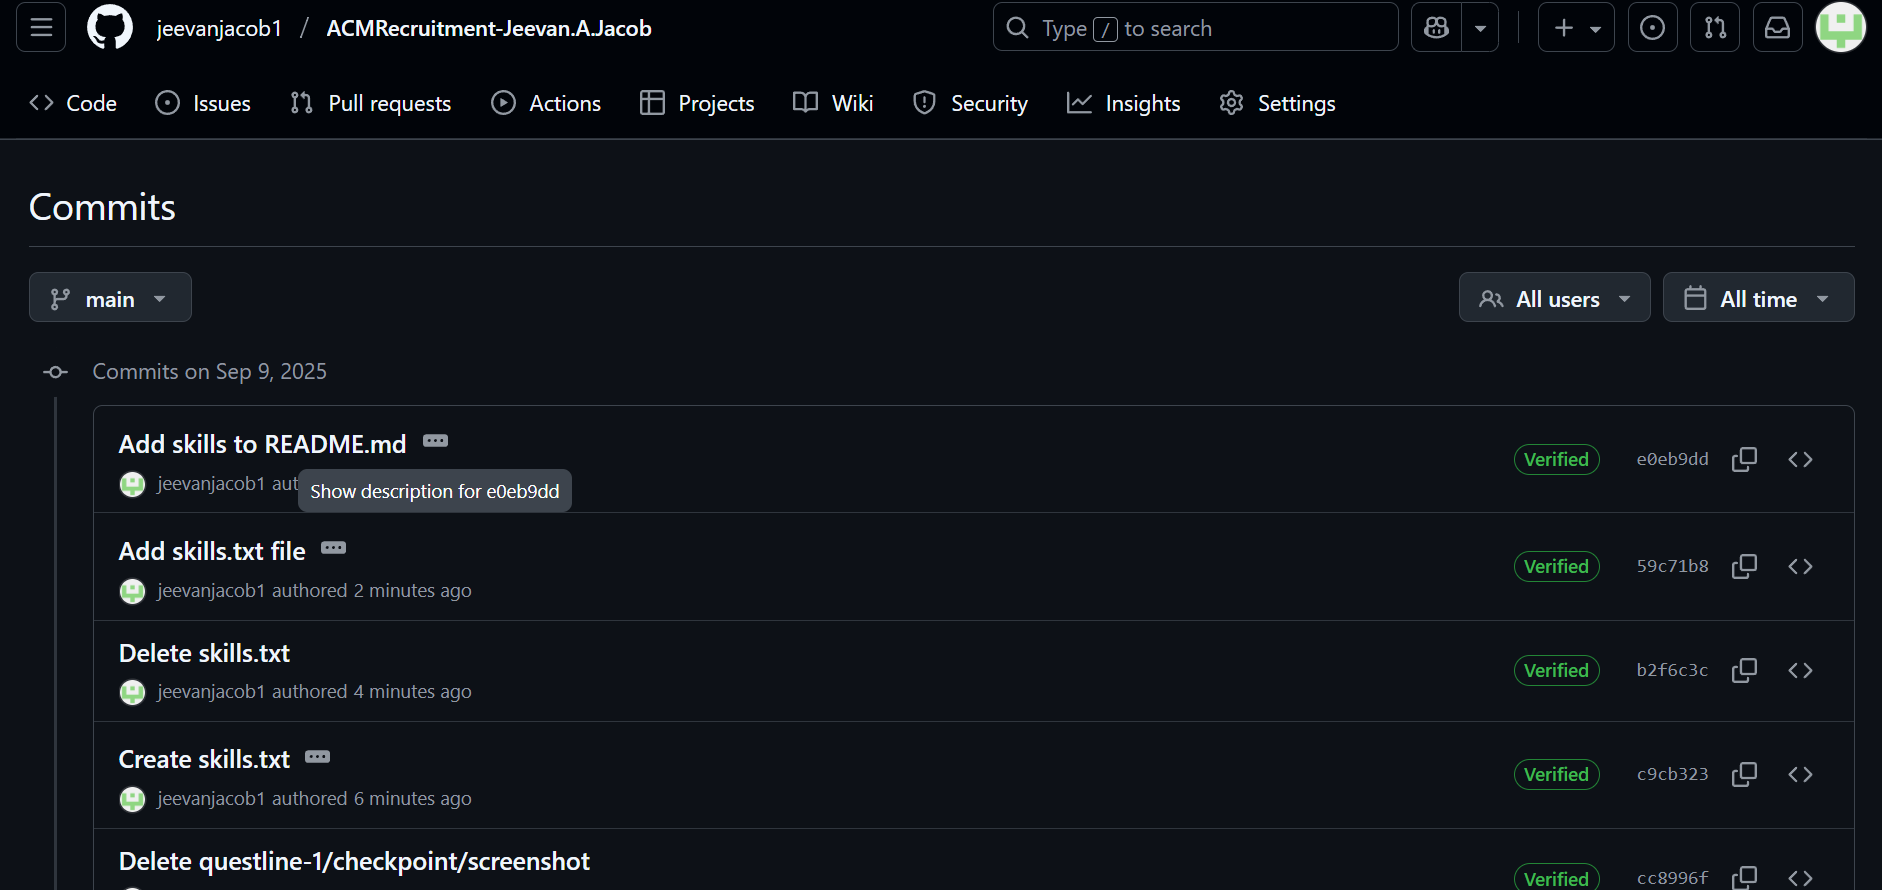 jeevanjacob1 / ACMRecruitment-Jeevan.A.Jacob
Type / to search
Code Issues Pull requests Actions Projects Wiki Security Insights Settings
Commits
main
All users All time
Commits on Sep 9, 2025
Add skills to README.md
Verified e0eb9dd
jeevanjacob1 aut
Show description for e0eb9dd
Add skills.txt file
Verified 59c71b8
jeevanjacob1 authored 2 minutes ago
Delete skills.txt
Verified b2f6c3c
jeevanjacob1 authored 4 minutes ago
Create skills.txt
Verified c9cb323
jeevanjacob1 authored 6 minutes ago
Delete questline-1/checkpoint/screenshot
Verified cc8996f